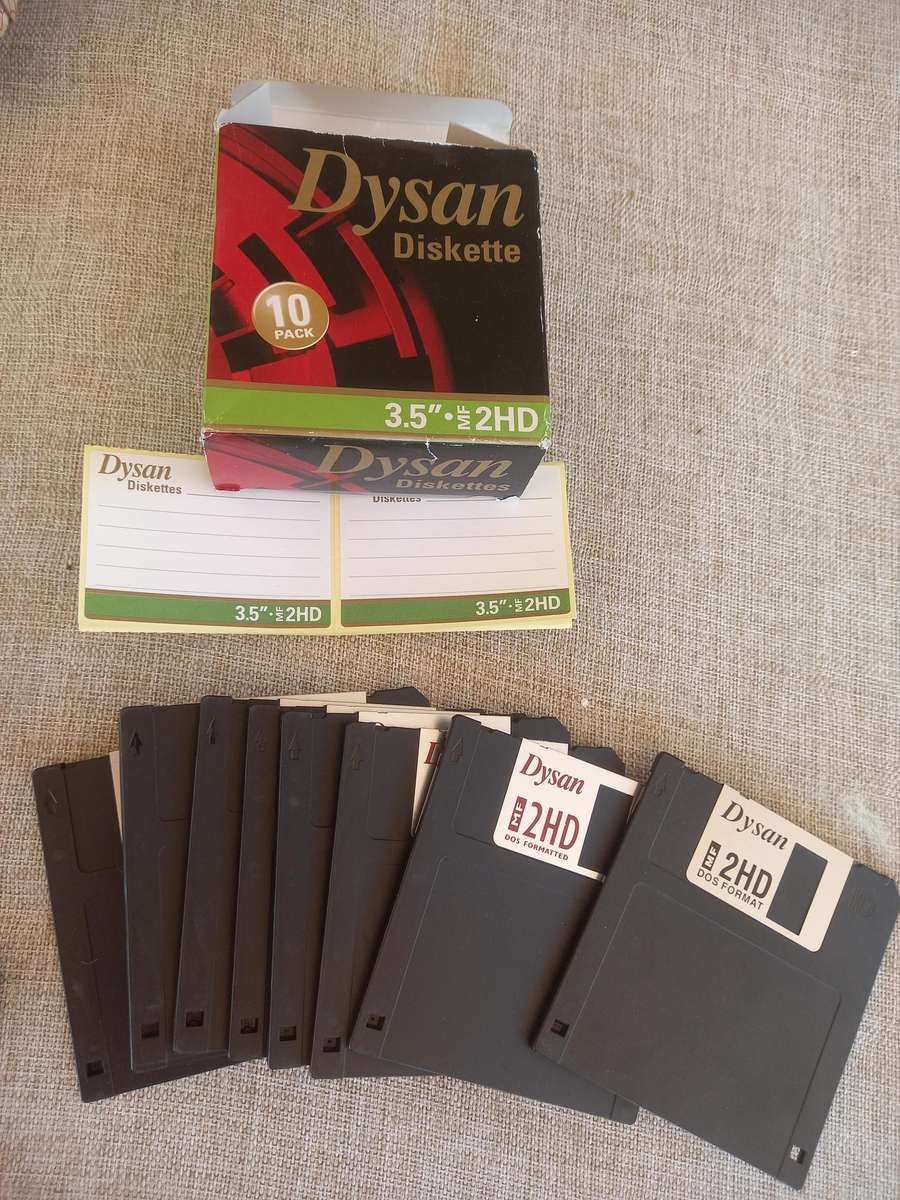 Dysan
Diskette
10
PACK
3.5"·MF 2HD
Dysan
Diskettes
Dysan
Diskettes
Diskettes
3.5"·MF 2HD
3.5"·MF 2HD
Dysan
MF 2HD
DOS FORMATTED
Dysan
MF 2HD
DOS FORMAT